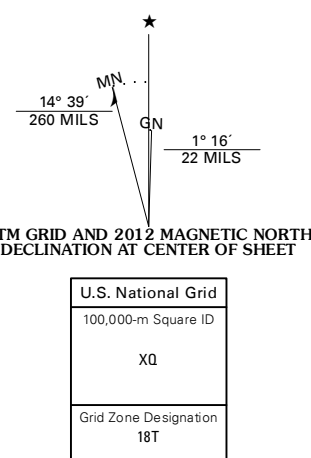 ★
MN
GN
14° 39´
260 MILS
1° 16´
22 MILS
TM GRID AND 2012 MAGNETIC NORTH
DECLINATION AT CENTER OF SHEET
U.S. National Grid
100,000-m Square ID
XQ
Grid Zone Designation
18T